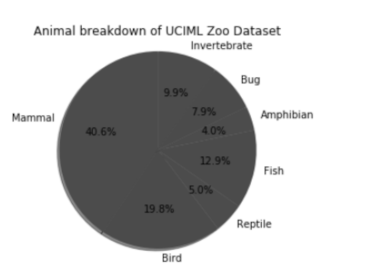 Animal breakdown of UCIML Zoo Dataset
Invertebrate
Bug
9.9%
7.9%
Amphibian
Mammal
40.6%
4.0%
12.9%
Fish
5.0%
19.8%
Reptile
Bird